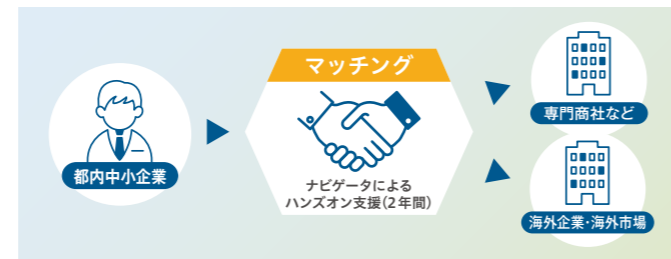 都内中小企業
マッチング
ナビゲータによる
ハンズオン支援(2年間)
専門商社など
海外企業・海外市場